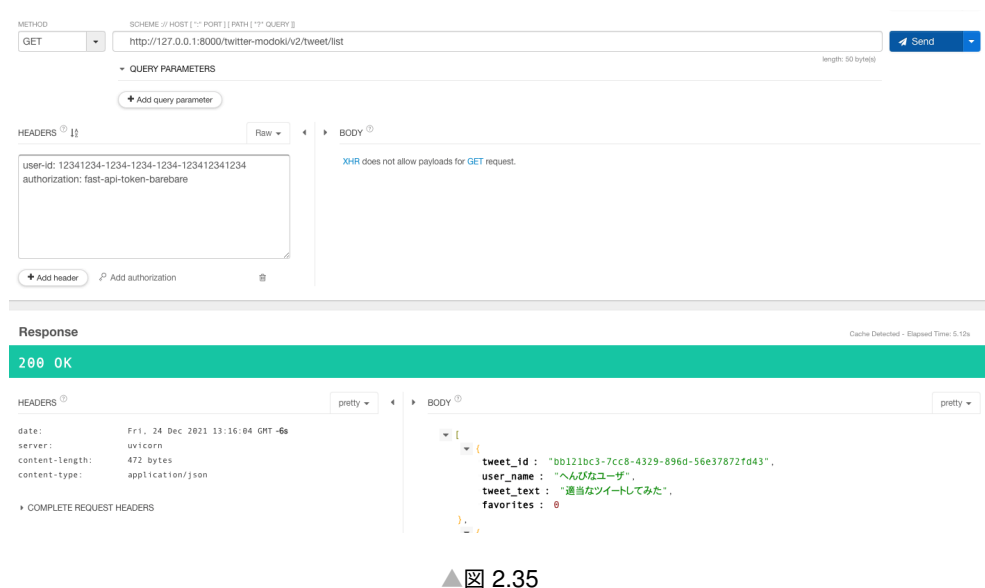 METHOD
SCHEME :// HOST [ ":" PORT ] [ PATH [ "?" QUERY ]]
GET
http://127.0.0.1:8000/twitter-modoki/v2/tweet/list
Send
length: 50 byte(s)
QUERY PARAMETERS
+ Add query parameter
HEADERS
Raw
BODY
user-id: 12341234-1234-1234-1234-123412341234
authorization: fast-api-token-barebare
XHR does not allow payloads for GET request.
+ Add header
Add authorization
Response
Cache Detected - Elapsed Time: 5.12s
200 OK
HEADERS
pretty
BODY
pretty
date: Fri, 24 Dec 2021 13:16:04 GMT -6s
server: uvicorn
content-length: 472 bytes
content-type: application/json
COMPLETE REQUEST HEADERS
[
{
tweet_id : "bb121bc3-7cc8-4329-896d-56e37872fd43",
user_name : "へんぴなユーザ",
tweet_text : "適当なツイートしてみた",
favorites : 0
},
{
▲図 2.35